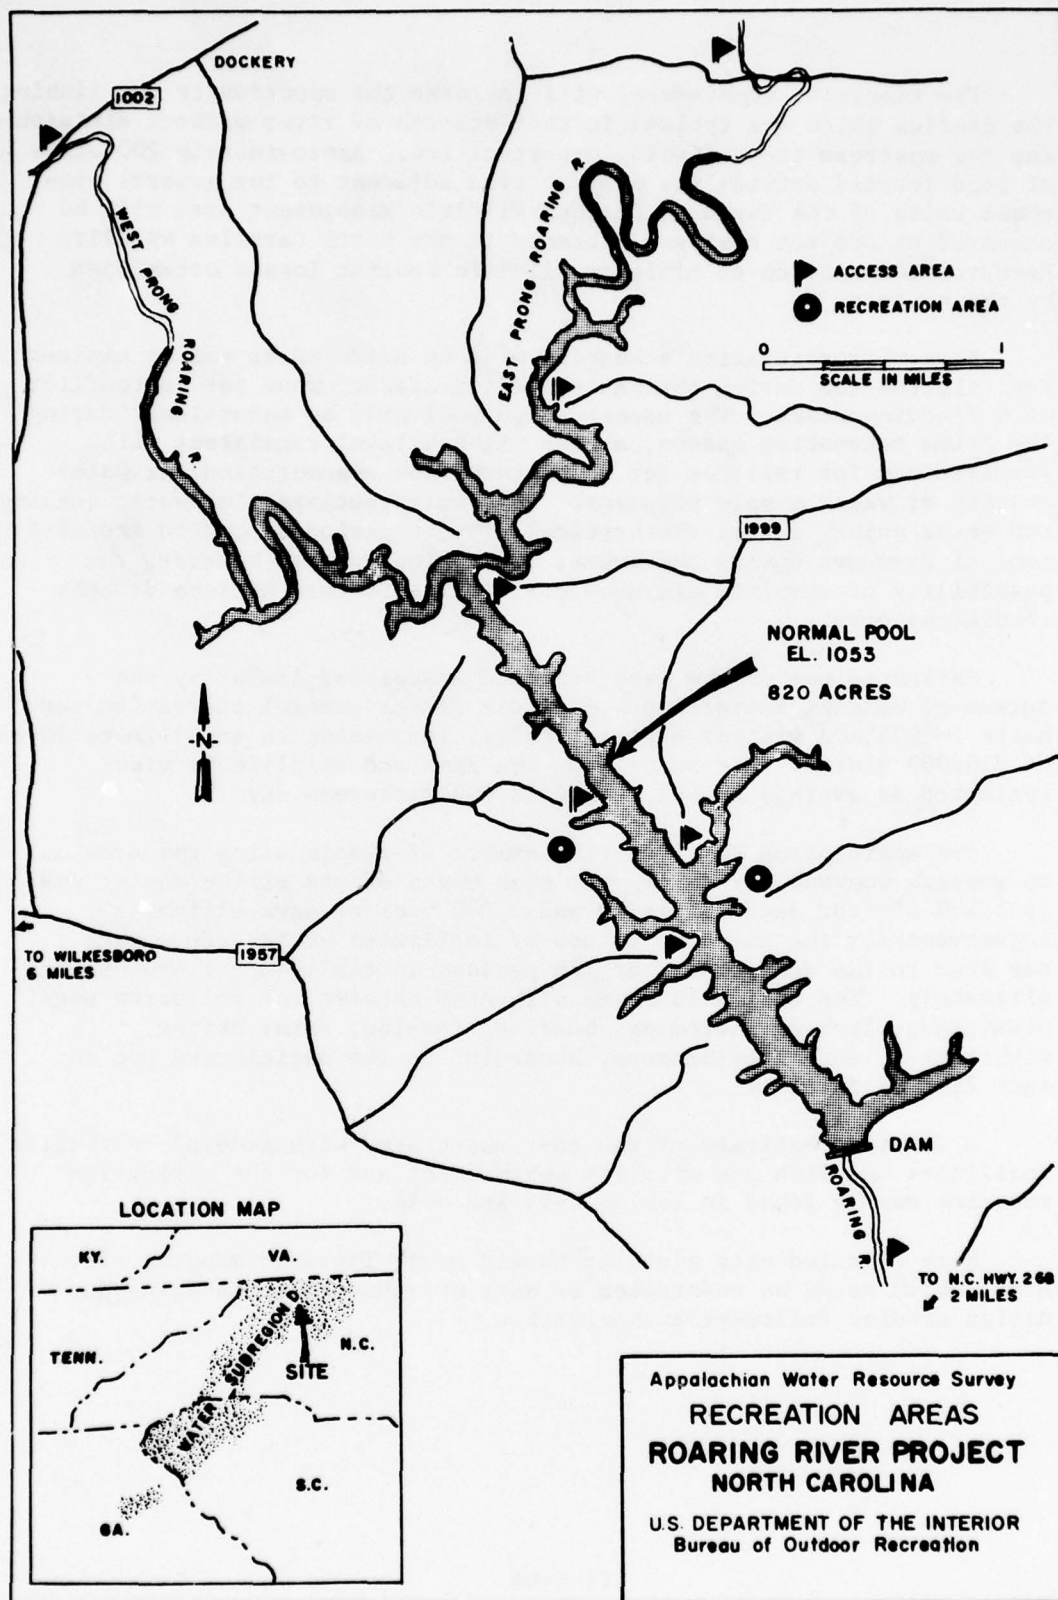 DOCKERY
1002
WEST PRONG ROARING R.
EAST PRONG ROARING R.
ACCESS AREA
RECREATION AREA
0 1
SCALE IN MILES
1999
NORMAL POOL
EL. 1053
820 ACRES
-N-
TO WILKESBORO
6 MILES
1957
DAM
ROARING R.
TO N.C. HWY. 268
2 MILES
LOCATION MAP
KY.
VA.
TENN.
WATER SUBREGION D
N.C.
SITE
S.C.
GA.
Appalachian Water Resource Survey
RECREATION AREAS
ROARING RIVER PROJECT
NORTH CAROLINA
U.S. DEPARTMENT OF THE INTERIOR
Bureau of Outdoor Recreation